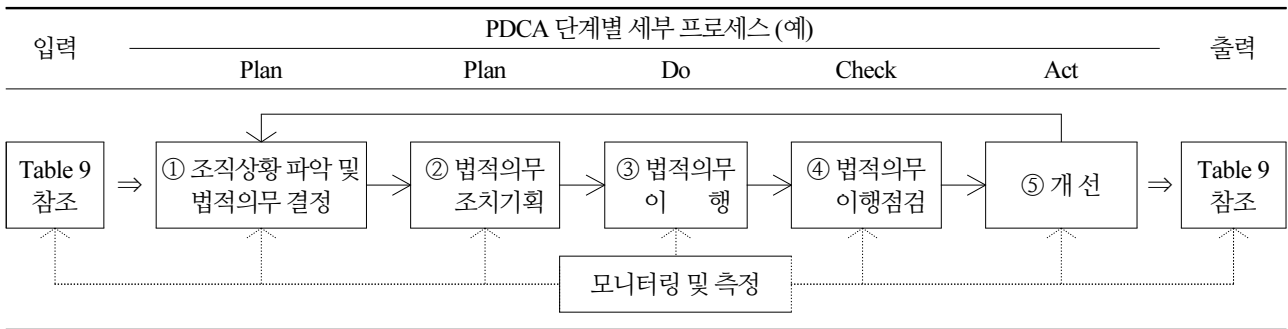 입력
PDCA 단계별 세부 프로세스 (예)
출력
Plan
Plan
Do
Check
Act
Table 9
참조
⇒
① 조직상황 파악 및
법적의무 결정
② 법적의무
조치기획
③ 법적의무
이 행
④ 법적의무
이행점검
⑤ 개 선
⇒
Table 9
참조
모니터링 및 측정